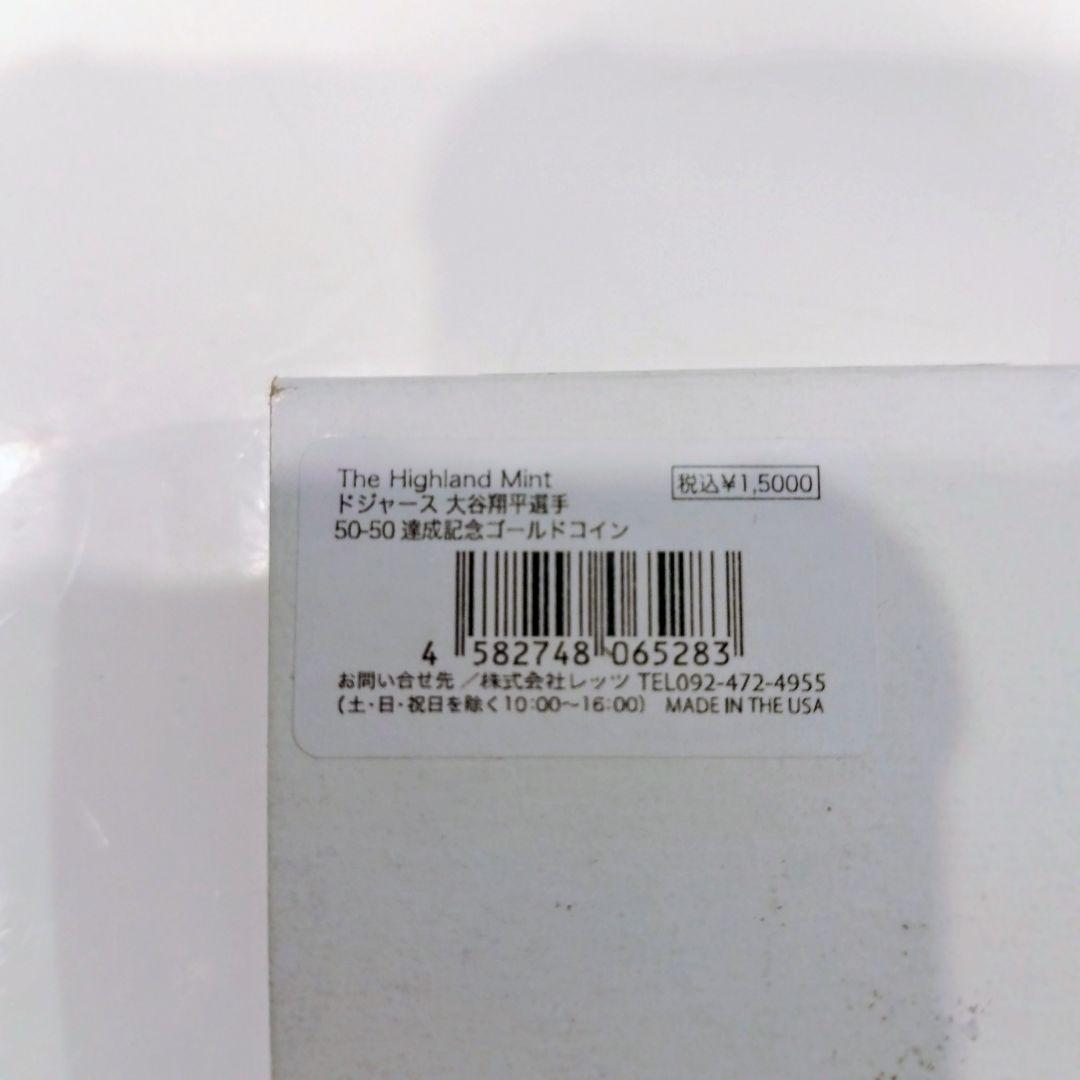 The Highland Mint
税込¥1,5000
ドジャース 大谷翔平選手
50-50 達成記念ゴールドコイン
4 582748 065283
お問い合せ先／株式会社レッツ TEL092-472-4955
(土・日・祝日を除く10:00〜16:00) MADE IN THE USA